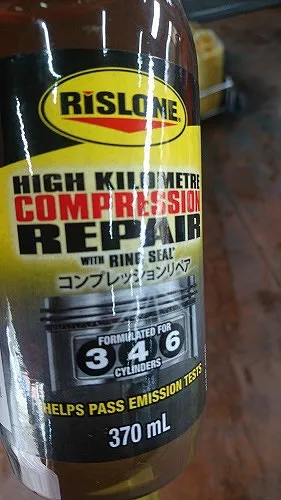 RiSLONE
HIGH KILOMETRE
COMPRESSION
REPAIR
WITH RING SEAL
コンプレッションリペア
FORMULATED FOR
3 4 6
CYLINDERS
HELPS PASS EMISSION TESTS
370 mL